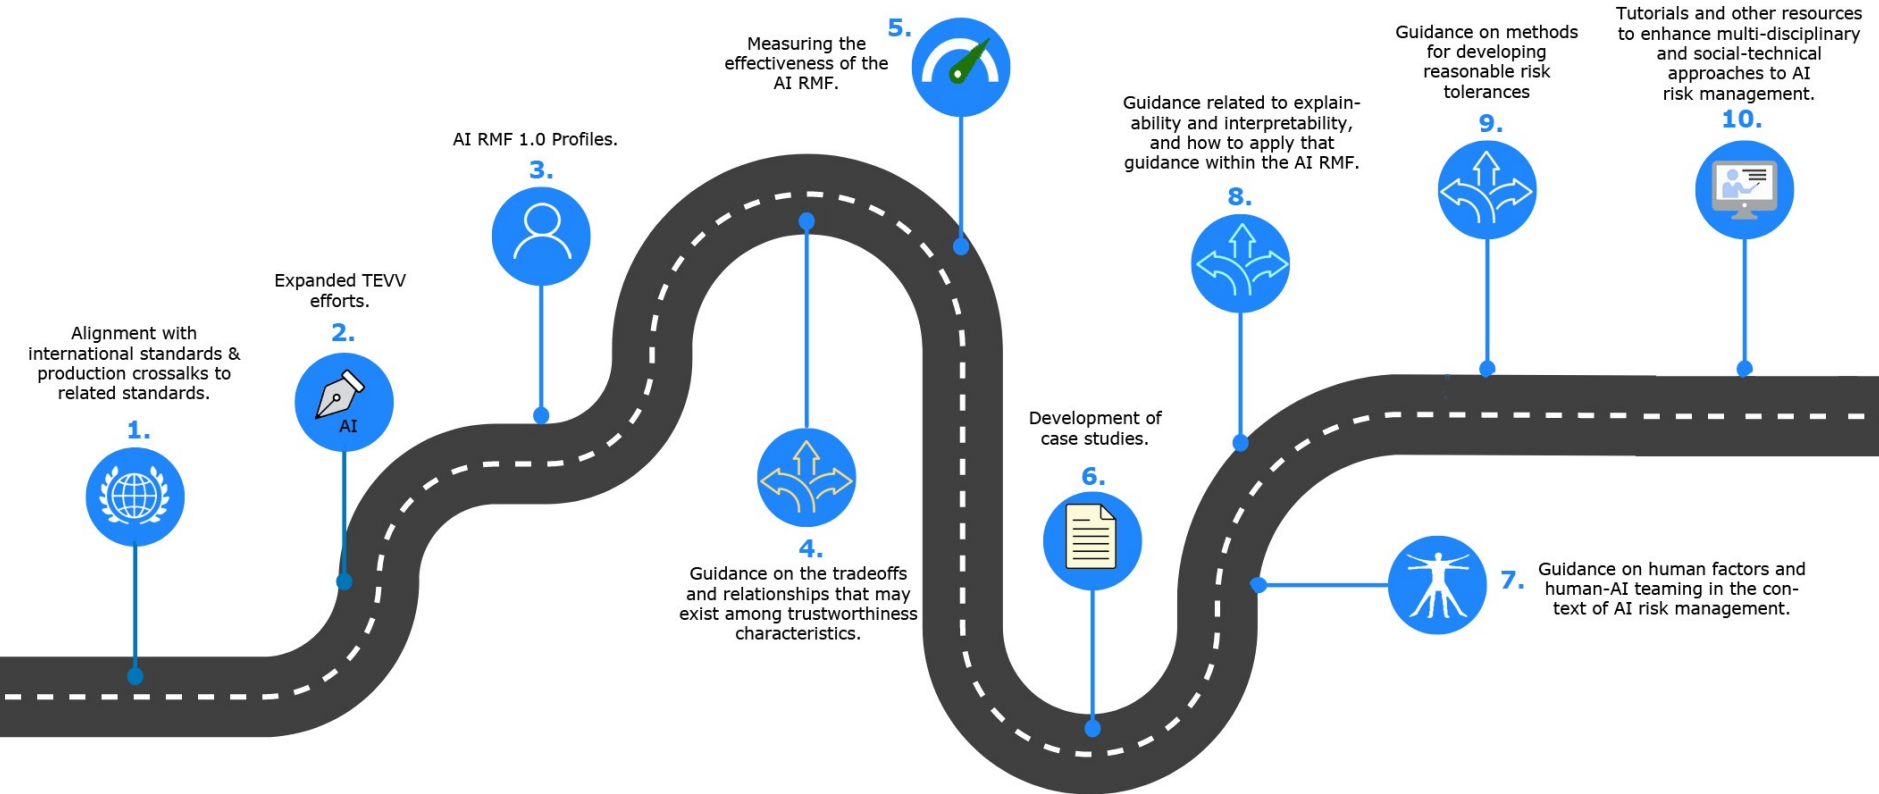 Alignment with
international standards &
production crossalks to
related standards.
1.
Expanded TEVV
efforts.
2.
AI
AI RMF 1.0 Profiles.
3.
4.
Guidance on the tradeoffs
and relationships that may
exist among trustworthiness
characteristics.
5.
Measuring the
effectiveness of the
AI RMF.
Development of
case studies.
6.
7.
Guidance on human factors and
human-AI teaming in the con-
text of AI risk management.
Guidance related to explain-
ability and interpretability,
and how to apply that
guidance within the AI RMF.
8.
Guidance on methods
for developing
reasonable risk
tolerances
9.
Tutorials and other resources
to enhance multi-disciplinary
and social-technical
approaches to AI
risk management.
10.